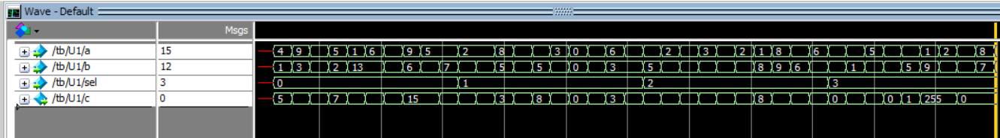 Wave - Default
Msgs
/tb/U1/a 15 4 9 5 1 6 9 5 2 8 3 0 6 2 3 2 1 8 6 5 1 2 8
/tb/U1/b 12 1 3 2 13 6 7 5 5 0 3 5 8 9 6 1 5 9 7
/tb/U1/sel 3 0 1 2 3
/tb/U1/c 0 5 7 15 3 8 0 3 8 0 0 1 255 0